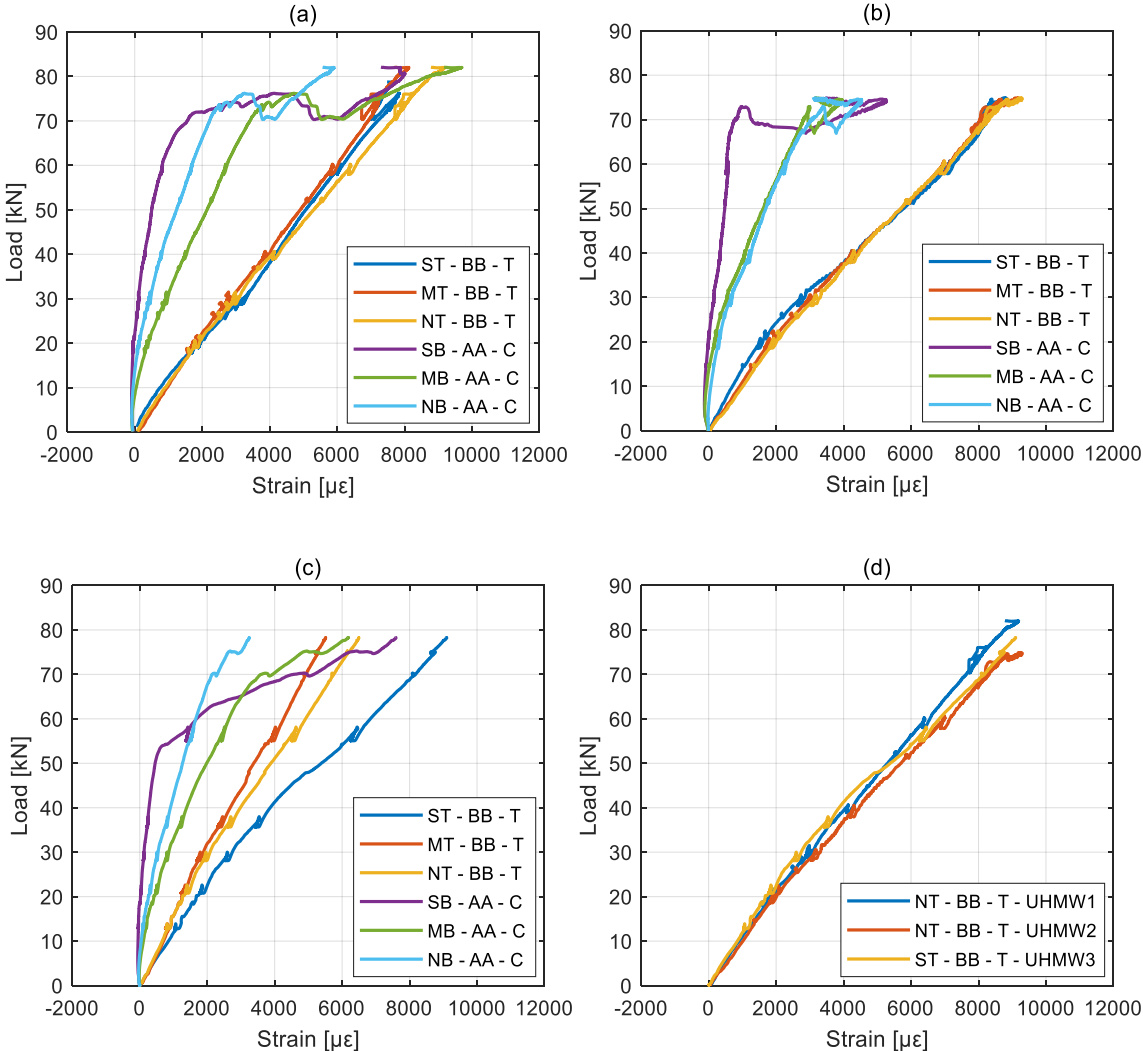 (a)
90
80
70
60
50
40
30
20
10
0
Load [kN]
ST - BB - T
MT - BB - T
NT - BB - T
SB - AA - C
MB - AA - C
NB - AA - C
-2000 0 2000 4000 6000 8000 10000 12000
Strain [µε]
(b)
90
80
70
60
50
40
30
20
10
0
Load [kN]
ST - BB - T
MT - BB - T
NT - BB - T
SB - AA - C
MB - AA - C
NB - AA - C
-2000 0 2000 4000 6000 8000 10000 12000
Strain [µε]
(c)
90
80
70
60
50
40
30
20
10
0
Load [kN]
ST - BB - T
MT - BB - T
NT - BB - T
SB - AA - C
MB - AA - C
NB - AA - C
-2000 0 2000 4000 6000 8000 10000 12000
Strain [µε]
(d)
90
80
70
60
50
40
30
20
10
0
Load [kN]
NT - BB - T - UHMW1
NT - BB - T - UHMW2
ST - BB - T - UHMW3
-2000 0 2000 4000 6000 8000 10000 12000
Strain [µε]